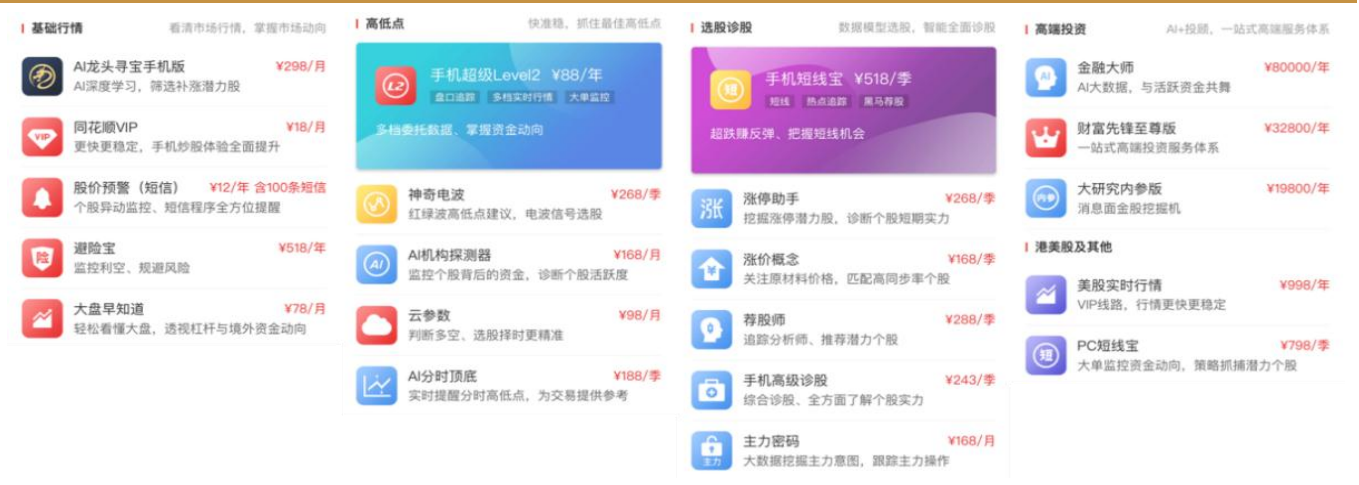 基础行情 看清市场行情，掌握市场动向
AI龙头寻宝手机版 ¥298/月
AI深度学习，筛选补涨潜力股
VIP
同花顺VIP ¥18/月
更快更稳定，手机炒股体验全面提升
股价预警（短信） ¥12/年 含100条短信
个股异动监控、短信程序全方位提醒
险
避险宝 ¥518/年
监控利空、规避风险
大盘早知道 ¥78/月
轻松看懂大盘，透视杠杆与境外资金动向
高低点 快准稳，抓住最佳高低点
L2
手机超级Level2 ¥88/年
盘口追踪 多档实时行情 大单监控
多档委托数据、掌握资金动向
神奇电波 ¥268/季
红绿波高低点建议，电波信号选股
AI
AI机构探测器 ¥168/月
监控个股背后的资金，诊断个股活跃度
云参数 ¥98/月
判断多空、选股择时更精准
AI分时顶底 ¥188/季
实时提醒分时高低点，为交易提供参考
选股诊股 数据模型选股，智能全面诊股
短
手机短线宝 ¥518/季
短线 热点追踪 黑马荐股
超跌赚反弹、把握短线机会
涨
涨停助手 ¥268/季
挖掘涨停潜力股，诊断个股短期实力
¥
涨价概念 ¥168/季
关注原材料价格，匹配高同步率个股
荐股师 ¥288/季
追踪分析师、推荐潜力个股
手机高级诊股 ¥243/季
综合诊股、全方面了解个股实力
主力
主力密码 ¥168/月
大数据挖掘主力意图，跟踪主力操作
高端投资 AI+投顾，一站式高端服务体系
AI
金融大师 ¥80000/年
AI大数据，与活跃资金共舞
财富先锋至尊版 ¥32800/年
一站式高端投资服务体系
内参
大研究内参版 ¥19800/年
消息面金股挖掘机
港美股及其他
美股实时行情 ¥998/年
VIP线路，行情更快更稳定
短
PC短线宝 ¥798/季
大单监控资金动向，策略抓捕潜力个股